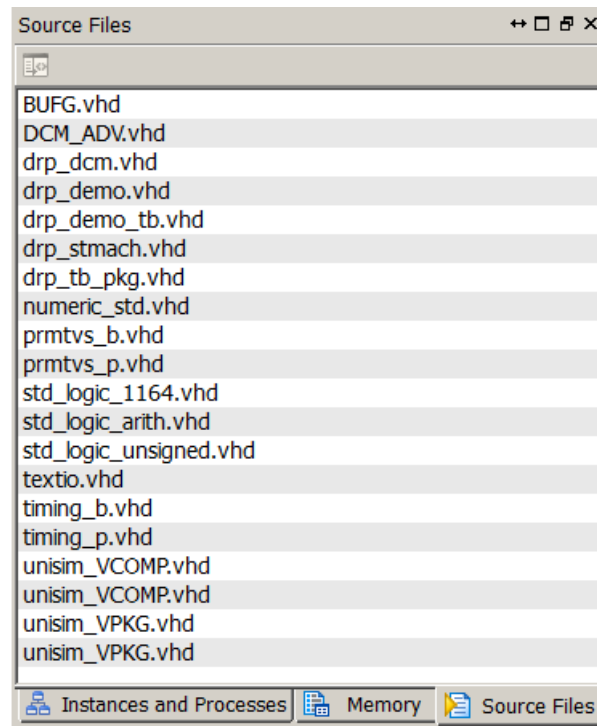 Source Files
BUFG.vhd
DCM_ADV.vhd
drp_dcm.vhd
drp_demo.vhd
drp_demo_tb.vhd
drp_stmach.vhd
drp_tb_pkg.vhd
numeric_std.vhd
prmtvs_b.vhd
prmtvs_p.vhd
std_logic_1164.vhd
std_logic_arith.vhd
std_logic_unsigned.vhd
textio.vhd
timing_b.vhd
timing_p.vhd
unisim_VCOMP.vhd
unisim_VCOMP.vhd
unisim_VPKG.vhd
unisim_VPKG.vhd
Instances and Processes Memory Source Files